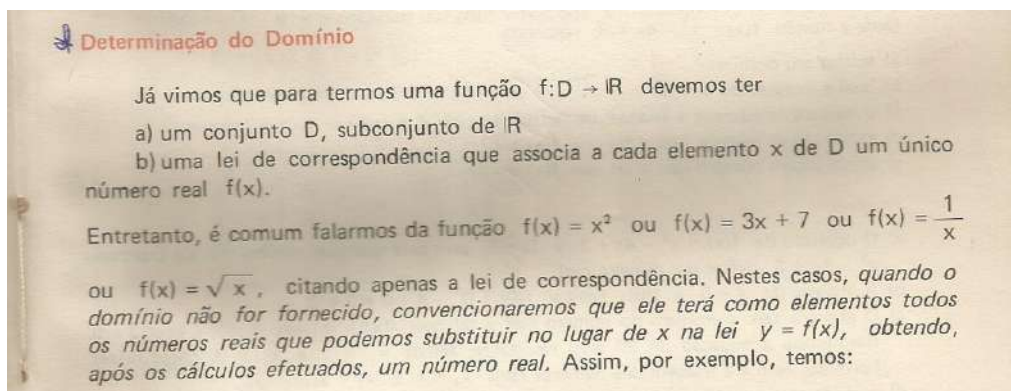 Determinação do Domínio
Já vimos que para termos uma função f:D → ℝ devemos ter
a) um conjunto D, subconjunto de ℝ
b) uma lei de correspondência que associa a cada elemento x de D um único
número real f(x).
Entretanto, é comum falarmos da função f(x) = x² ou f(x) = 3x + 7 ou f(x) = 1/x
ou f(x) = √x , citando apenas a lei de correspondência. Nestes casos, quando o
domínio não for fornecido, convencionaremos que ele terá como elementos todos
os números reais que podemos substituir no lugar de x na lei y = f(x), obtendo,
após os cálculos efetuados, um número real. Assim, por exemplo, temos: